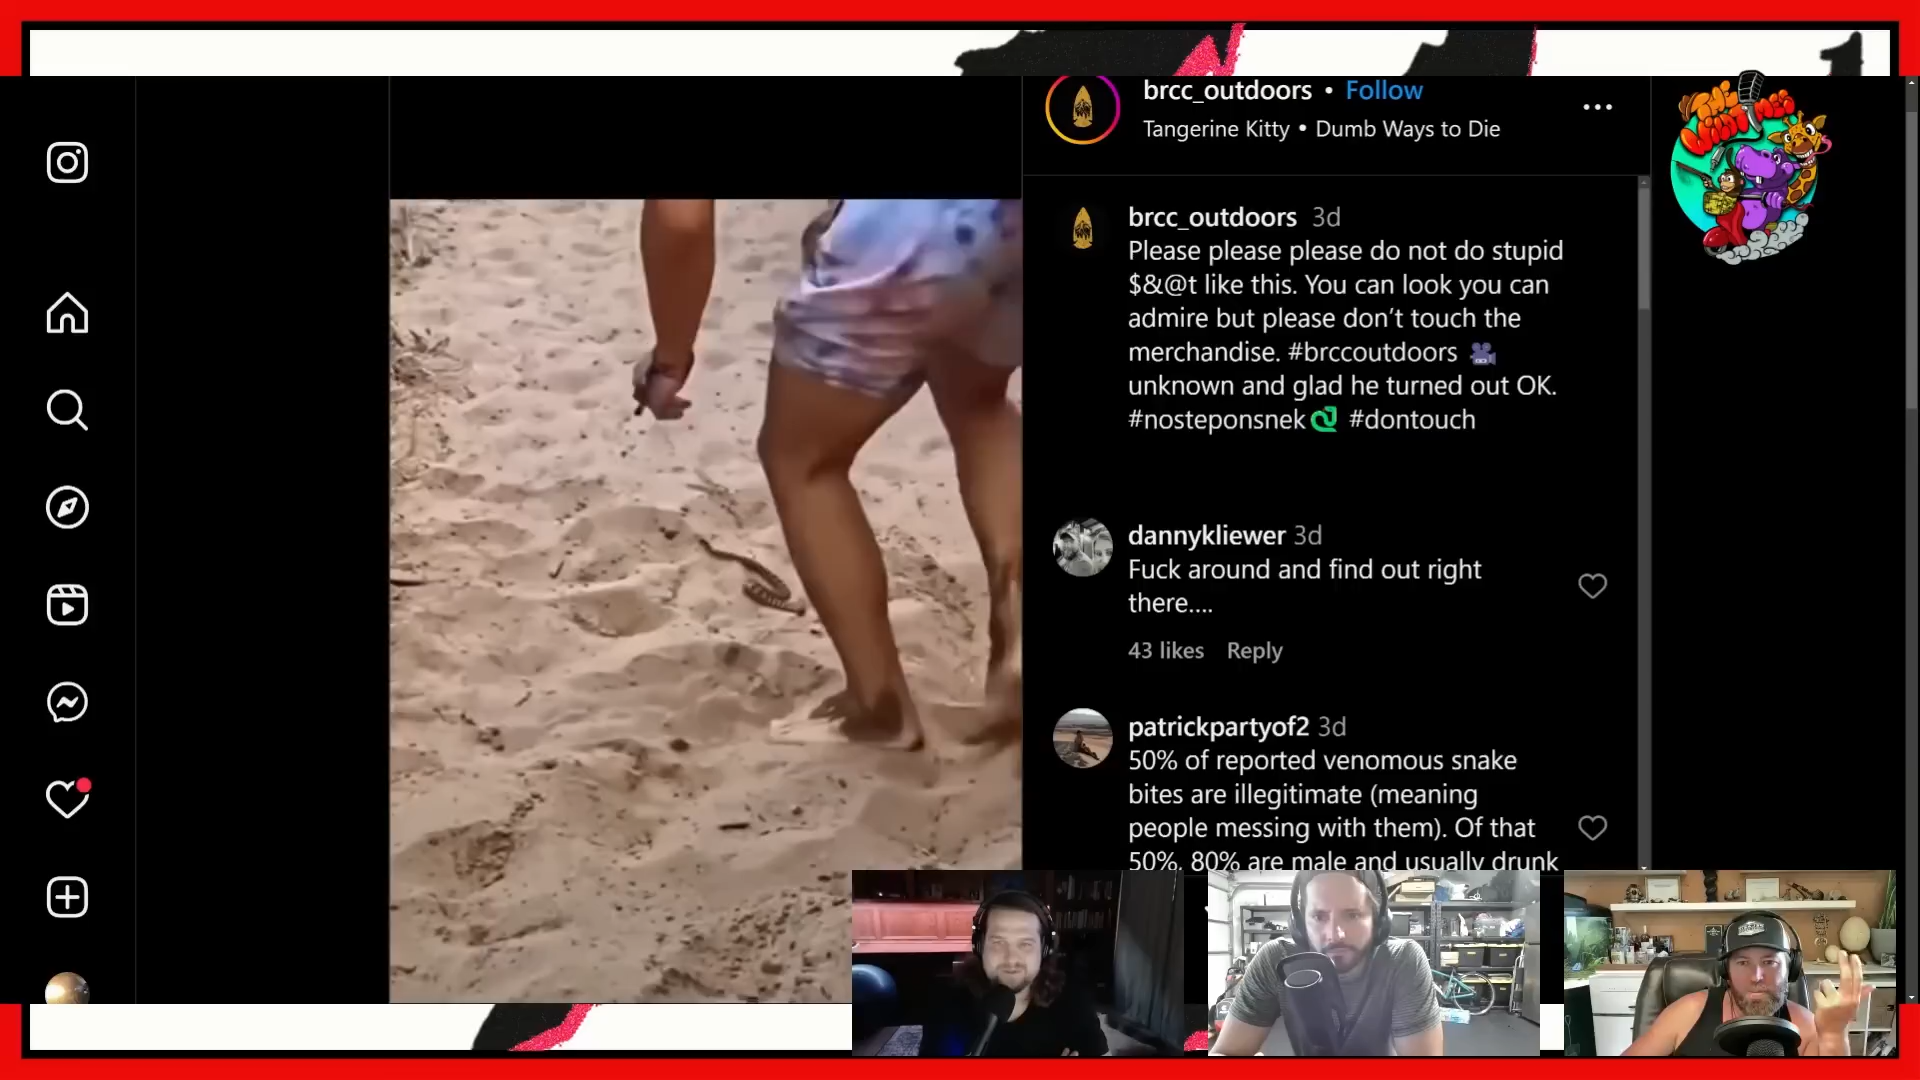 brcc_outdoors • Follow
Tangerine Kitty • Dumb Ways to Die
brcc_outdoors 3d
Please please please do not do stupid
$&@t like this. You can look you can
admire but please don’t touch the
merchandise. #brccoutdoors 🎥
unknown and glad he turned out OK.
#nosteponsnek🐍 #dontouch
dannykliewer 3d
Fuck around and find out right
there....
43 likes Reply
patrickpartyof2 3d
50% of reported venomous snake
bites are illegitimate (meaning
people messing with them). Of that
50%, 80% are male and usually drunk